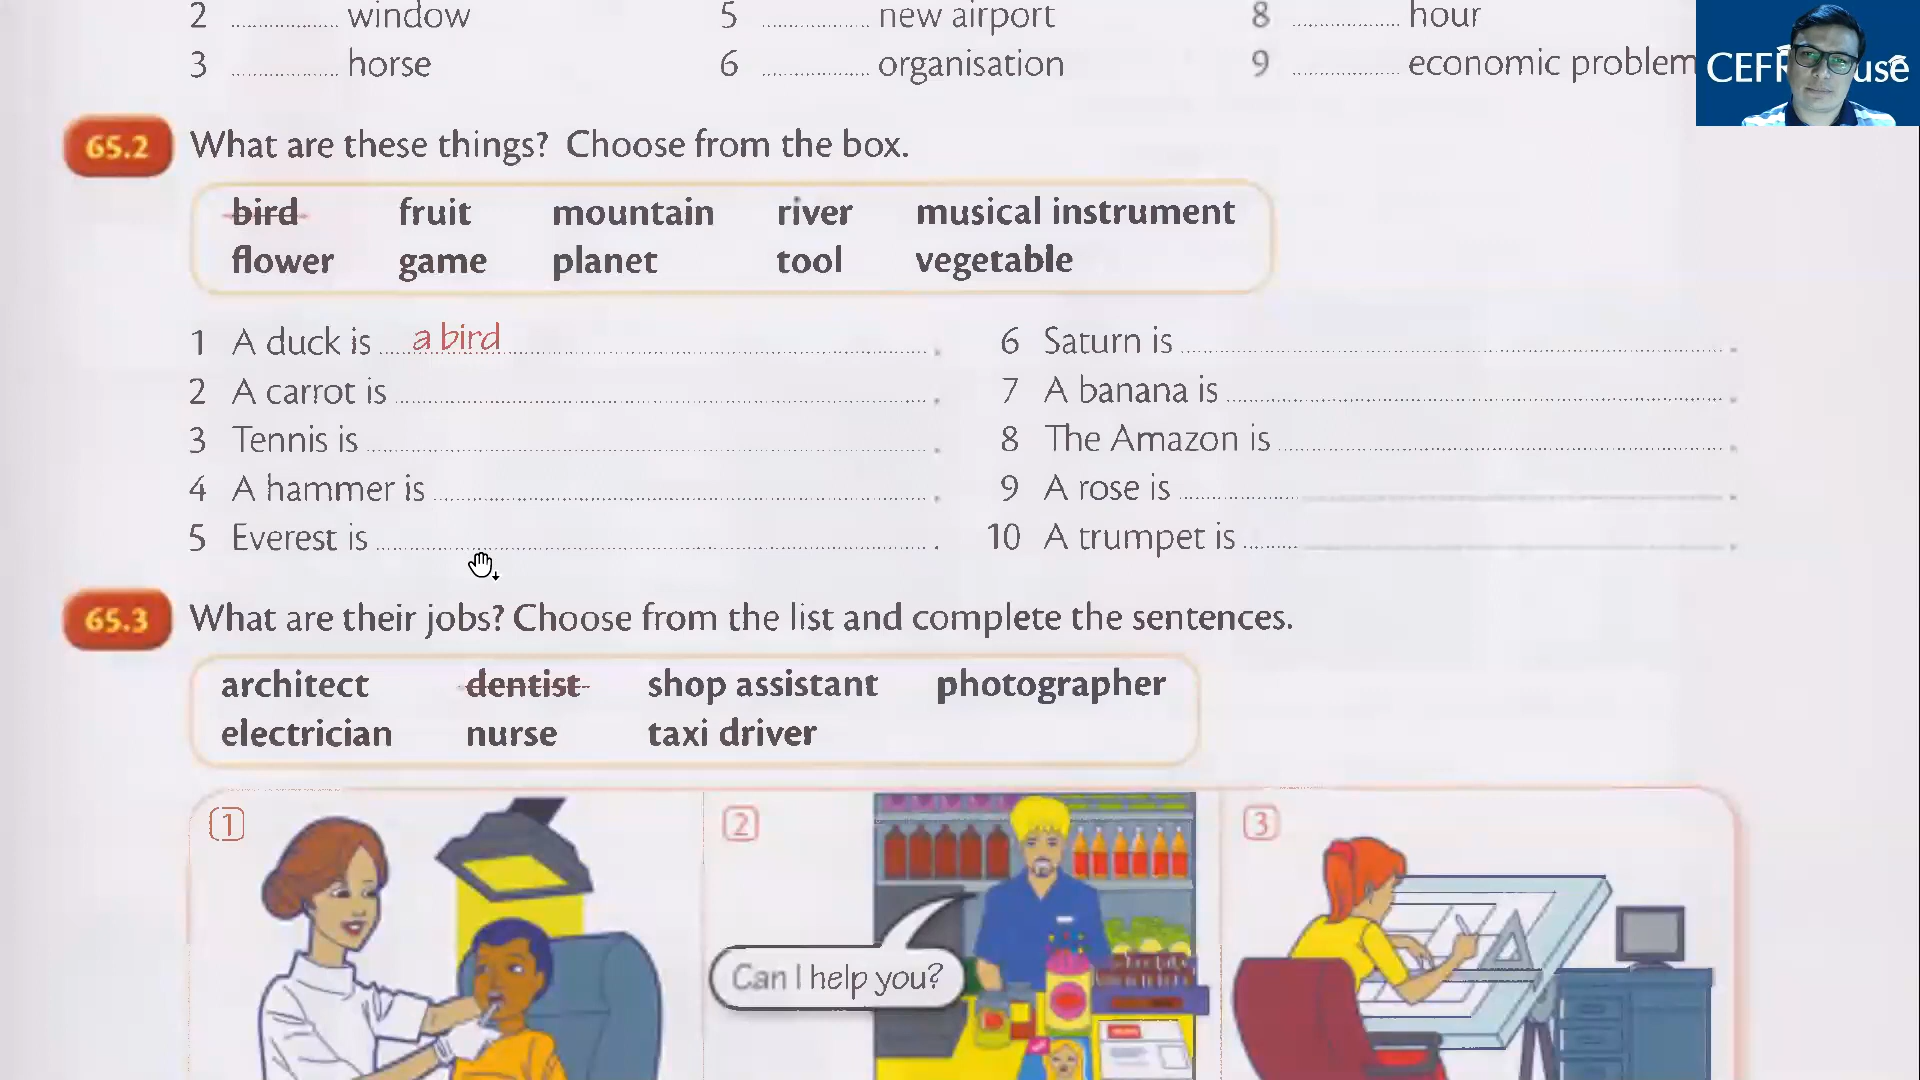 2 ........ window 5 ........ new airport 8 ........ hour
3 ........ horse 6 ........ organisation 9 ........ economic problem
CEFR use
65.2 What are these things? Choose from the box.
bird fruit mountain river musical instrument
flower game planet tool vegetable
1 A duck is a bird .
2 A carrot is ........ .
3 Tennis is ........ .
4 A hammer is ........ .
5 Everest is ........ .
6 Saturn is ........ .
7 A banana is ........ .
8 The Amazon is ........ .
9 A rose is ........ .
10 A trumpet is ........ .
65.3 What are their jobs? Choose from the list and complete the sentences.
architect dentist shop assistant photographer
electrician nurse taxi driver
1 2 3
Can I help you?